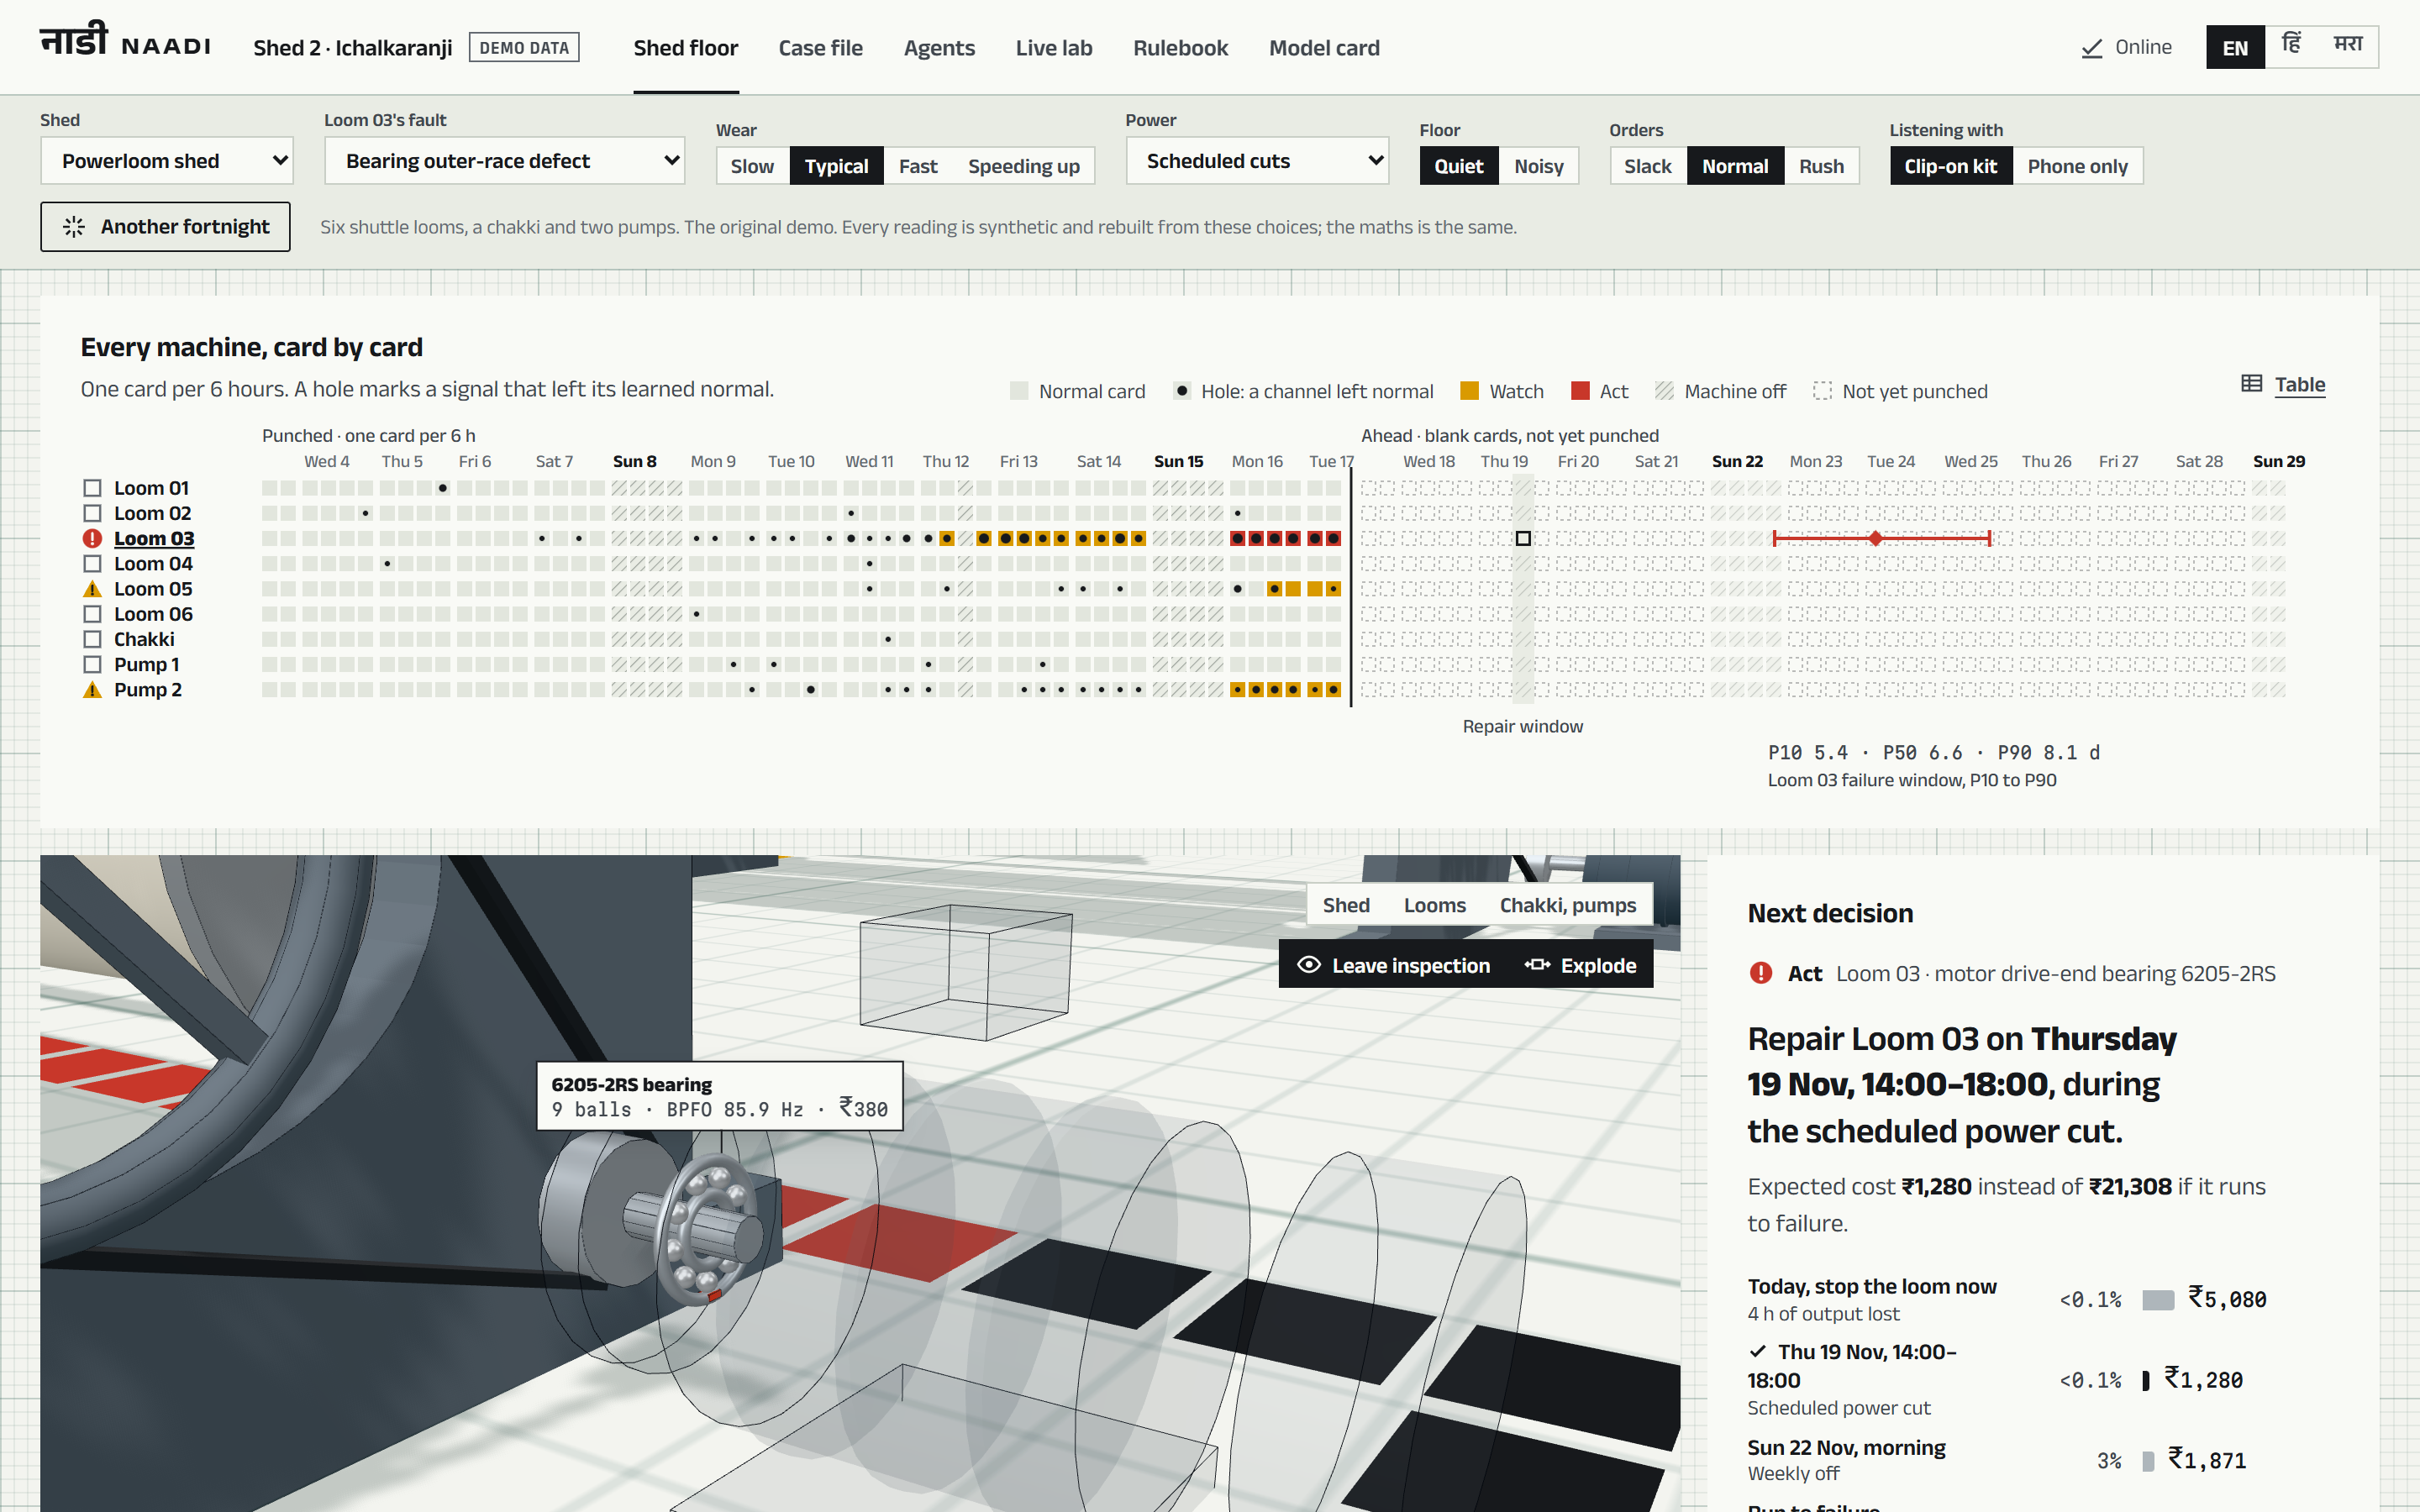 नाडी NAADI
Shed 2 · Ichalkaranji
DEMO DATA
Shed floor
Case file
Agents
Live lab
Rulebook
Model card
Online
EN
हिं
मरा
Shed
Powerloom shed
Loom 03's fault
Bearing outer-race defect
Wear
Slow
Typical
Fast
Speeding up
Power
Scheduled cuts
Floor
Quiet
Noisy
Orders
Slack
Normal
Rush
Listening with
Clip-on kit
Phone only
Another fortnight
Six shuttle looms, a chakki and two pumps. The original demo. Every reading is synthetic and rebuilt from these choices; the maths is the same.
Every machine, card by card
One card per 6 hours. A hole marks a signal that left its learned normal.
Normal card
Hole: a channel left normal
Watch
Act
Machine off
Not yet punched
Table
Punched · one card per 6 h
Ahead · blank cards, not yet punched
Wed 4
Thu 5
Fri 6
Sat 7
Sun 8
Mon 9
Tue 10
Wed 11
Thu 12
Fri 13
Sat 14
Sun 15
Mon 16
Tue 17
Wed 18
Thu 19
Fri 20
Sat 21
Sun 22
Mon 23
Tue 24
Wed 25
Thu 26
Fri 27
Sat 28
Sun 29
Loom 01
Loom 02
Loom 03
Loom 04
Loom 05
Loom 06
Chakki
Pump 1
Pump 2
Repair window
P10 5.4 · P50 6.6 · P90 8.1 d
Loom 03 failure window, P10 to P90
Shed
Looms
Chakki, pumps
Leave inspection
Explode
6205-2RS bearing
9 balls · BPFO 85.9 Hz · ₹380
Next decision
Act Loom 03 · motor drive-end bearing 6205-2RS
Repair Loom 03 on Thursday
19 Nov, 14:00–18:00, during
the scheduled power cut.
Expected cost ₹1,280 instead of ₹21,308 if it runs
to failure.
Today, stop the loom now
4 h of output lost
<0.1%
₹5,080
Thu 19 Nov, 14:00–
18:00
Scheduled power cut
<0.1%
₹1,280
Sun 22 Nov, morning
Weekly off
3%
₹1,871